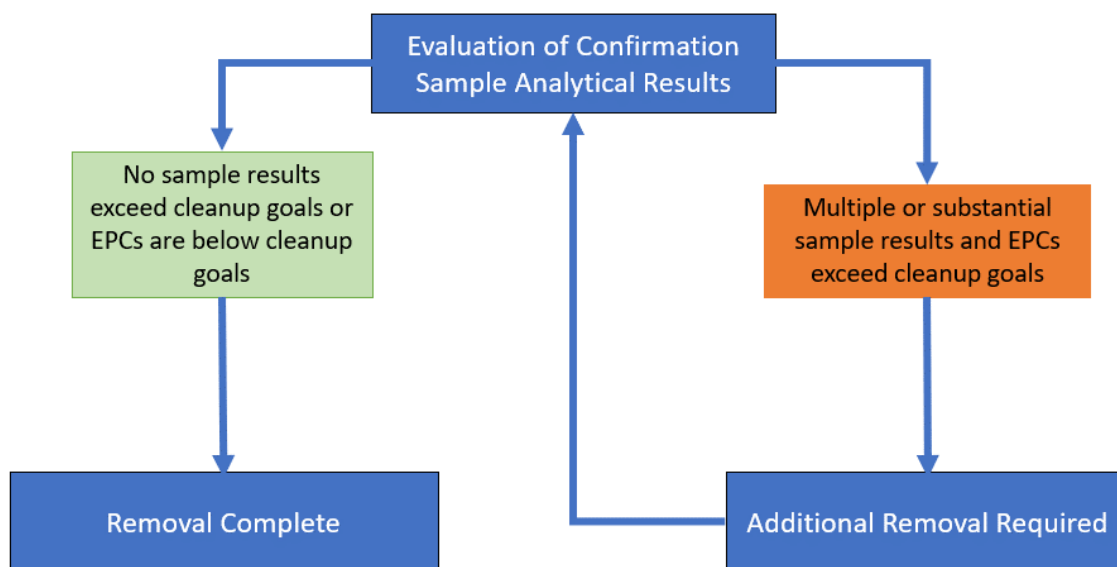 Evaluation of Confirmation
Sample Analytical Results
No sample results
exceed cleanup goals or
EPCs are below cleanup
goals
Multiple or substantial
sample results and EPCs
exceed cleanup goals
Removal Complete
Additional Removal Required